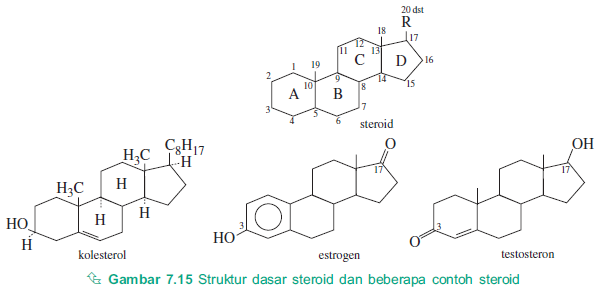 20 dst
R
18
17
12
11
13
C
D
16
1
19
2
9
14
15
10
8
A
B
3
5
7
4
6
steroid
H₃C
C₈H₁₇
H
H₃C
H
H
H
HO
H
kolesterol
O
17
3
HO
estrogen
OH
17
3
O
testosteron
Gambar 7.15 Struktur dasar steroid dan beberapa contoh steroid